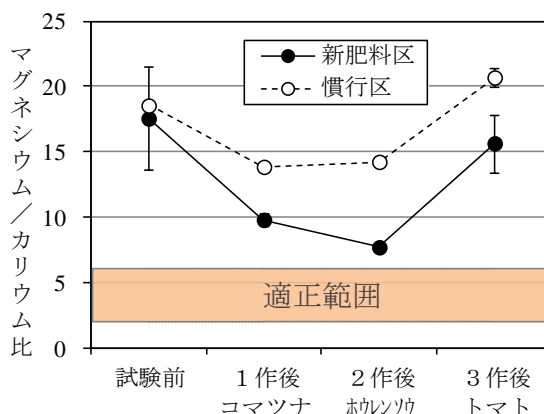 マグネシウム／カリウム比
25
20
15
10
5
0
新肥料区
慣行区
適正範囲
試験前
１作後
コマツナ
２作後
ﾎｳﾚﾝｿｳ
３作後
トマト